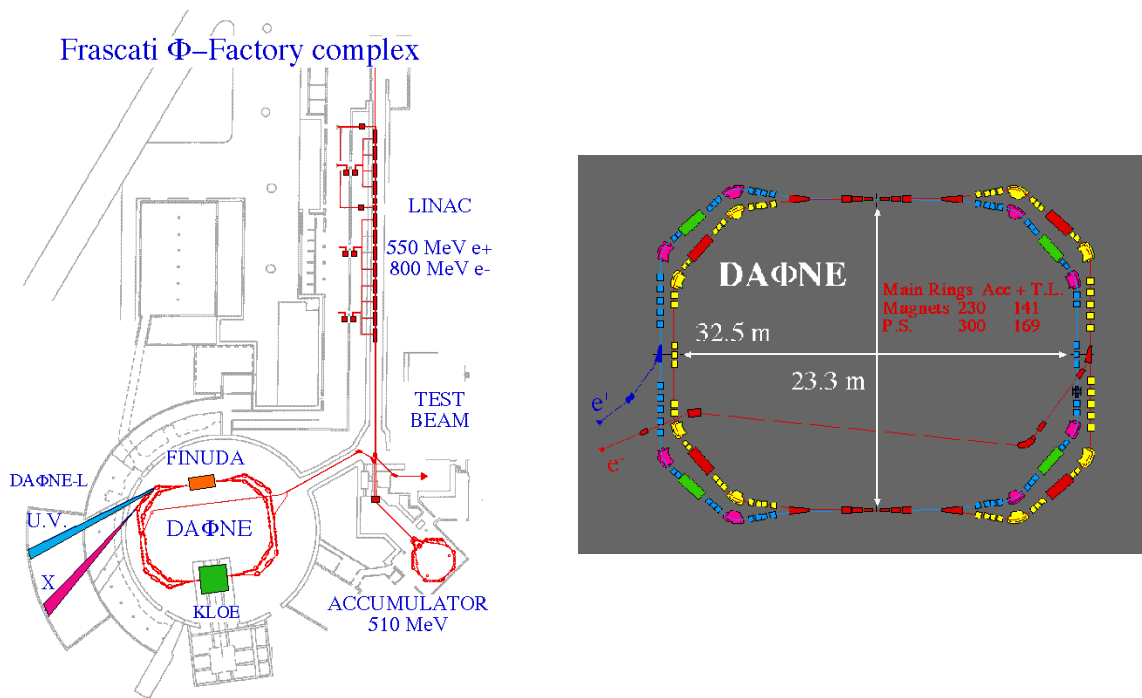 Frascati Φ–Factory complex
LINAC
550 MeV e+
800 MeV e-
TEST
BEAM
FINUDA
DAΦNE-L
U.V.
DAΦNE
X
KLOE
ACCUMULATOR
510 MeV
DAΦNE
Main Rings Acc + T.L.
Magnets 230 141
P.S. 300 169
32.5 m
23.3 m
e+
e-